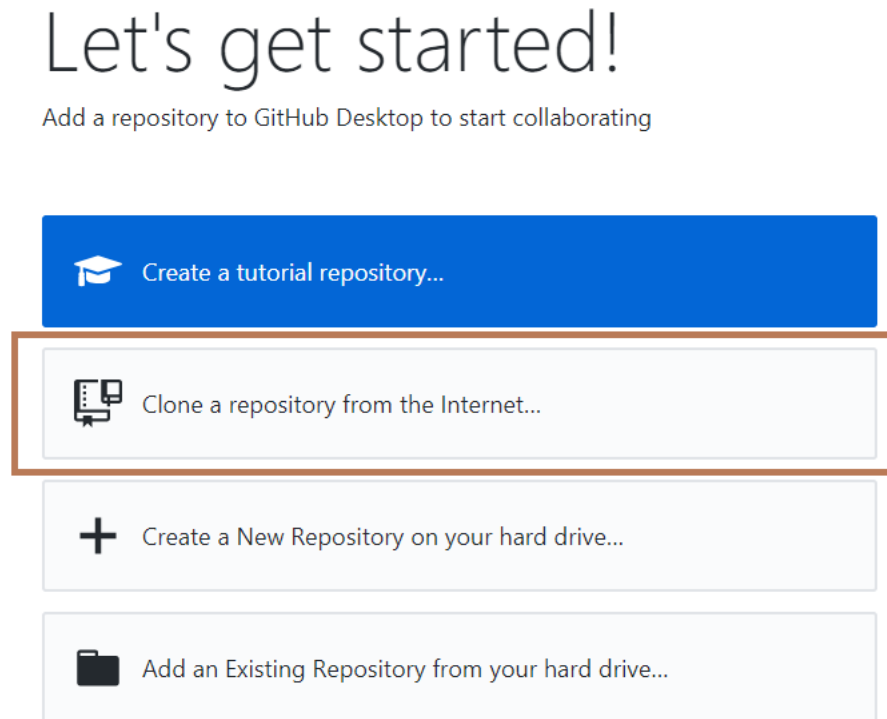 Let's get started!
Add a repository to GitHub Desktop to start collaborating
Create a tutorial repository...
Clone a repository from the Internet...
Create a New Repository on your hard drive...
Add an Existing Repository from your hard drive...